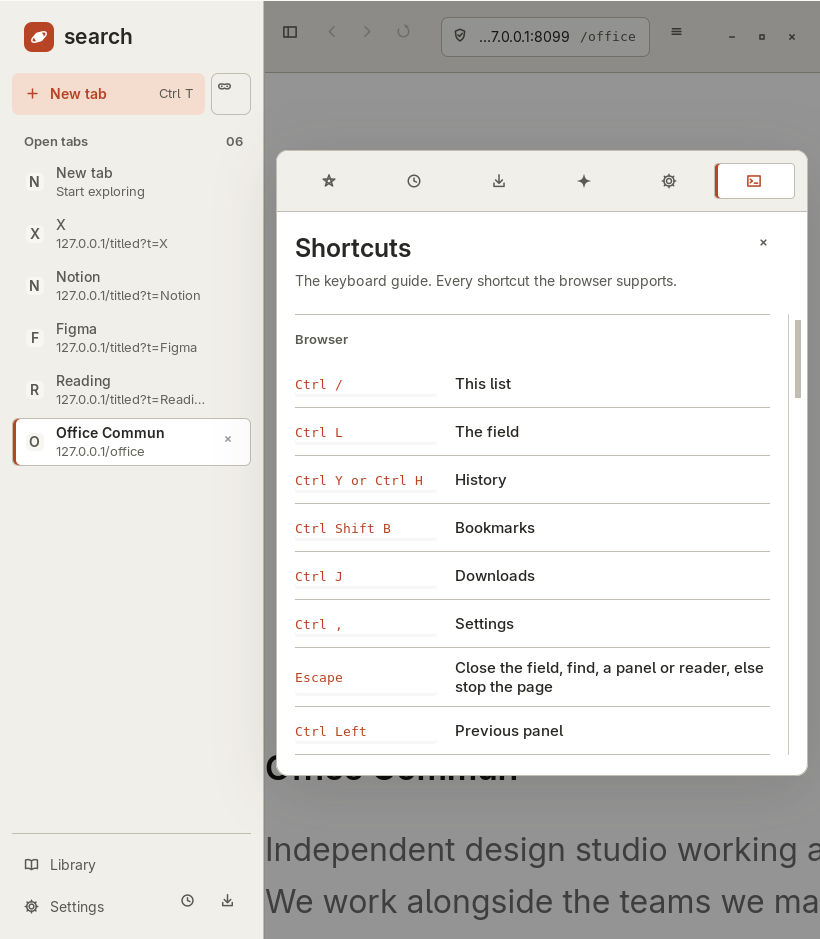 search
...7.0.0.1:8099 /office
New tab Ctrl T
Open tabs 06
N New tab
Start exploring
X X
127.0.0.1/titled?t=X
N Notion
127.0.0.1/titled?t=Notion
F Figma
127.0.0.1/titled?t=Figma
R Reading
127.0.0.1/titled?t=Readi...
O Office Commun
127.0.0.1/office
Library
Settings
Shortcuts
The keyboard guide. Every shortcut the browser supports.
Browser
Ctrl / This list
Ctrl L The field
Ctrl Y or Ctrl H History
Ctrl Shift B Bookmarks
Ctrl J Downloads
Ctrl , Settings
Escape Close the field, find, a panel or reader, else
stop the page
Ctrl Left Previous panel
Office Commun
Independent design studio working a
We work alongside the teams we ma